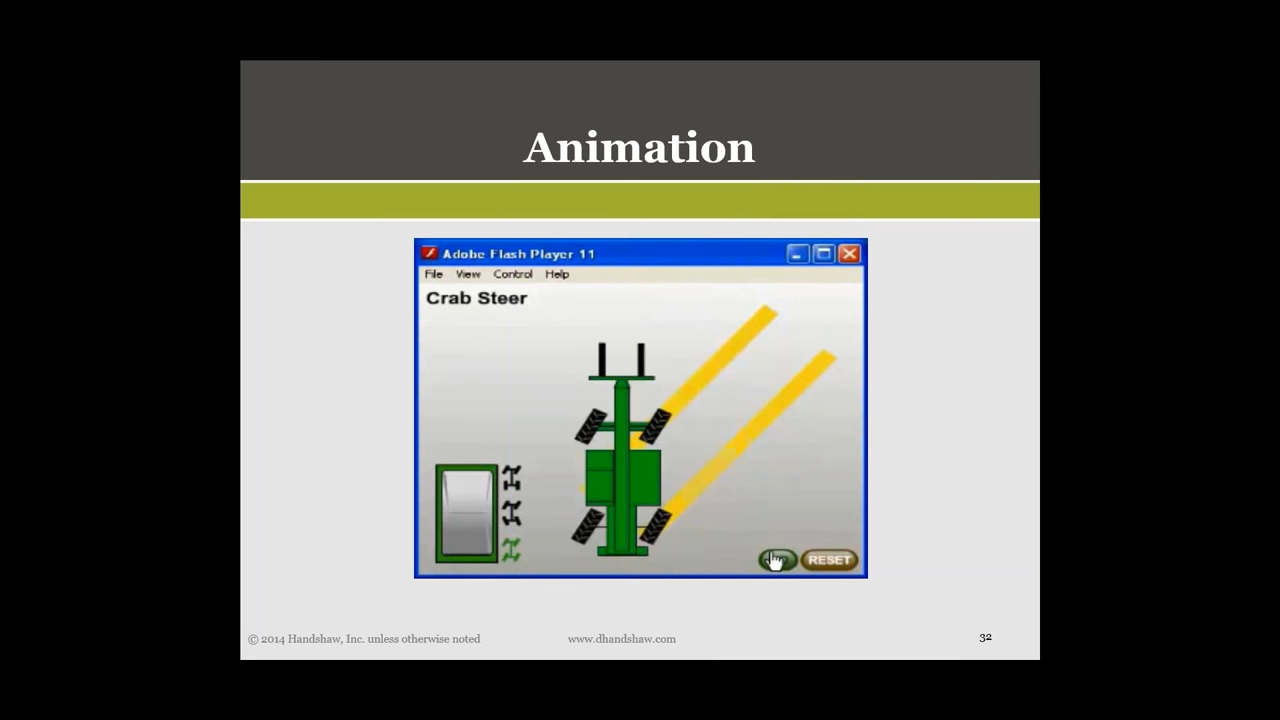 Animation
Adobe Flash Player 11
File View Control Help
Crab Steer
RESET
© 2014 Handshaw, Inc. unless otherwise noted
www.dhandshaw.com
32